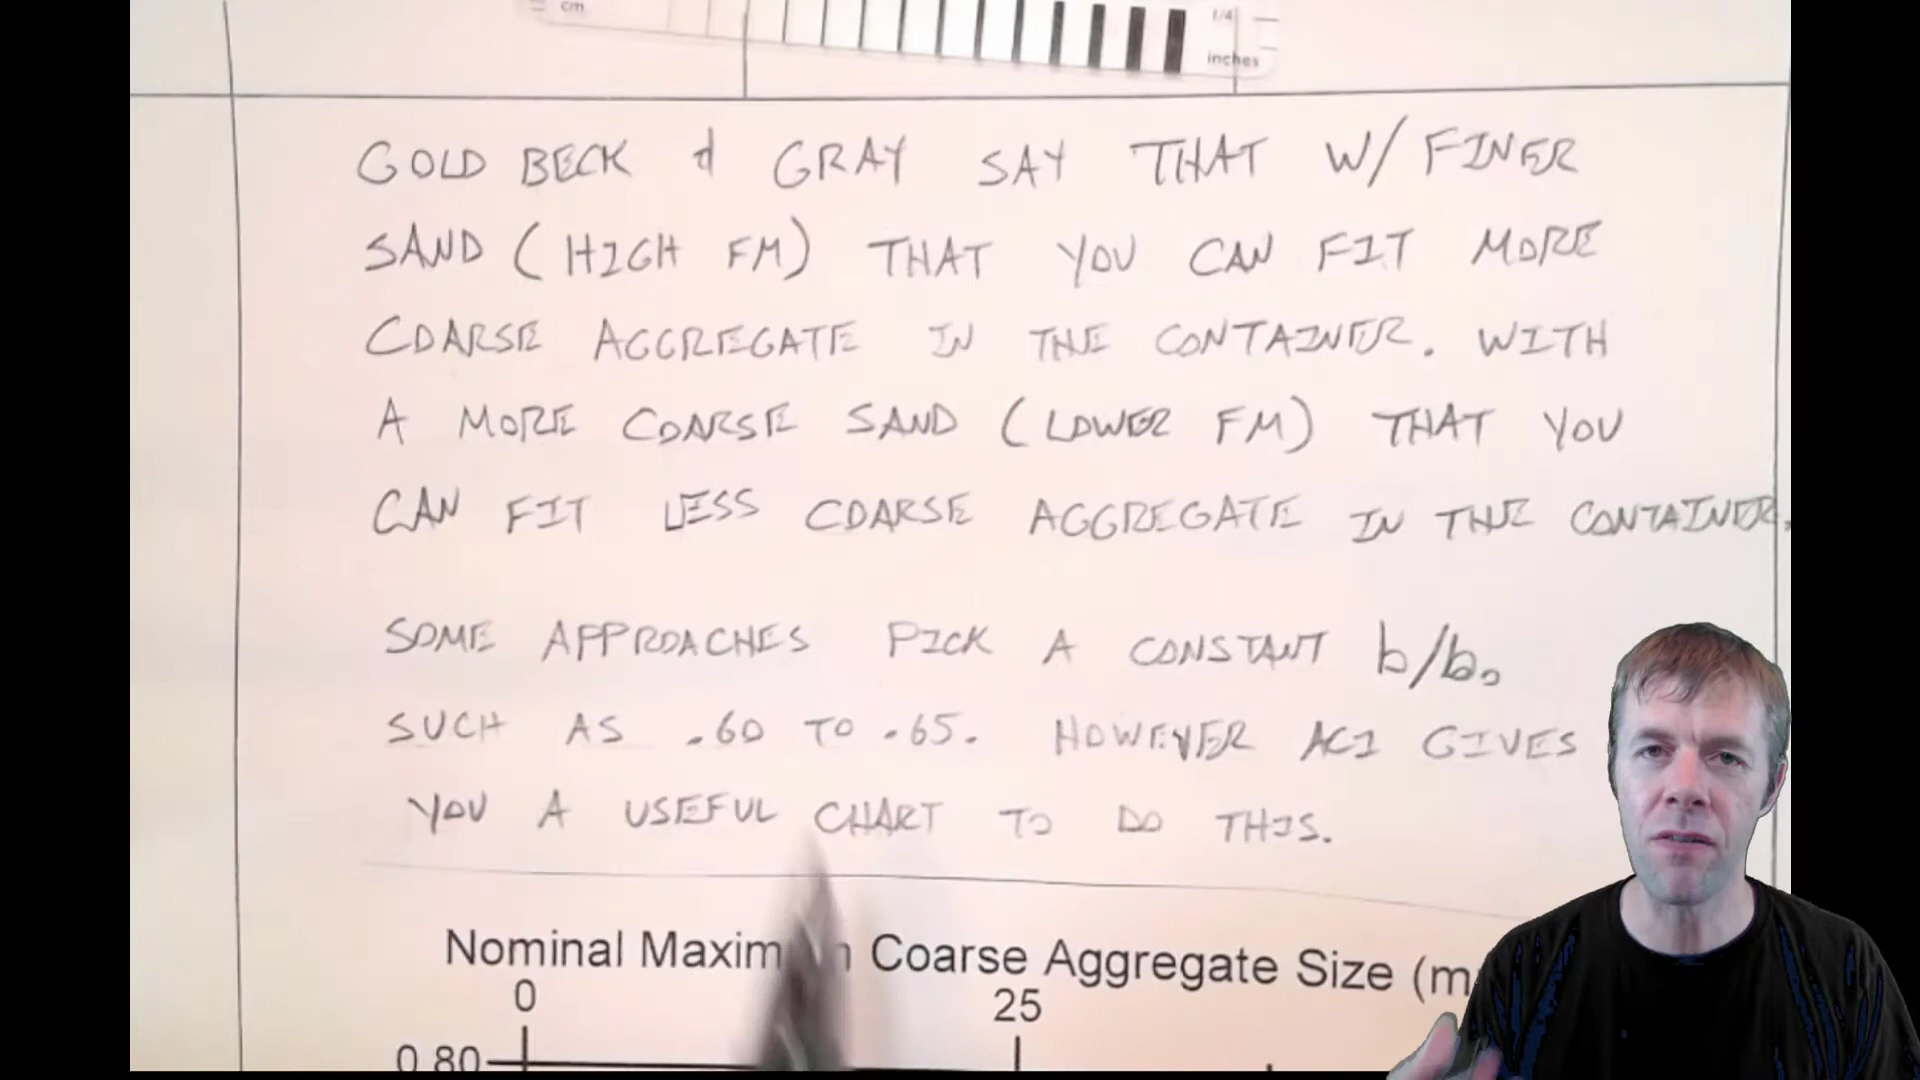 cm
1/4
inches
GOLD BECK & GRAY SAY THAT W/ FINER
SAND (HIGH FM) THAT YOU CAN FIT MORE
COARSE AGGREGATE IN THE CONTAINER. WITH
A MORE COARSE SAND (LOWER FM) THAT YOU
CAN FIT LESS COARSE AGGREGATE IN THE CONTAINER.
SOME APPROACHES PICK A CONSTANT b/b₀
SUCH AS .60 TO .65. HOWEVER ACI GIVES
YOU A USEFUL CHART TO DO THIS.
Nominal Coarse Aggregate Size
0 25
0.80